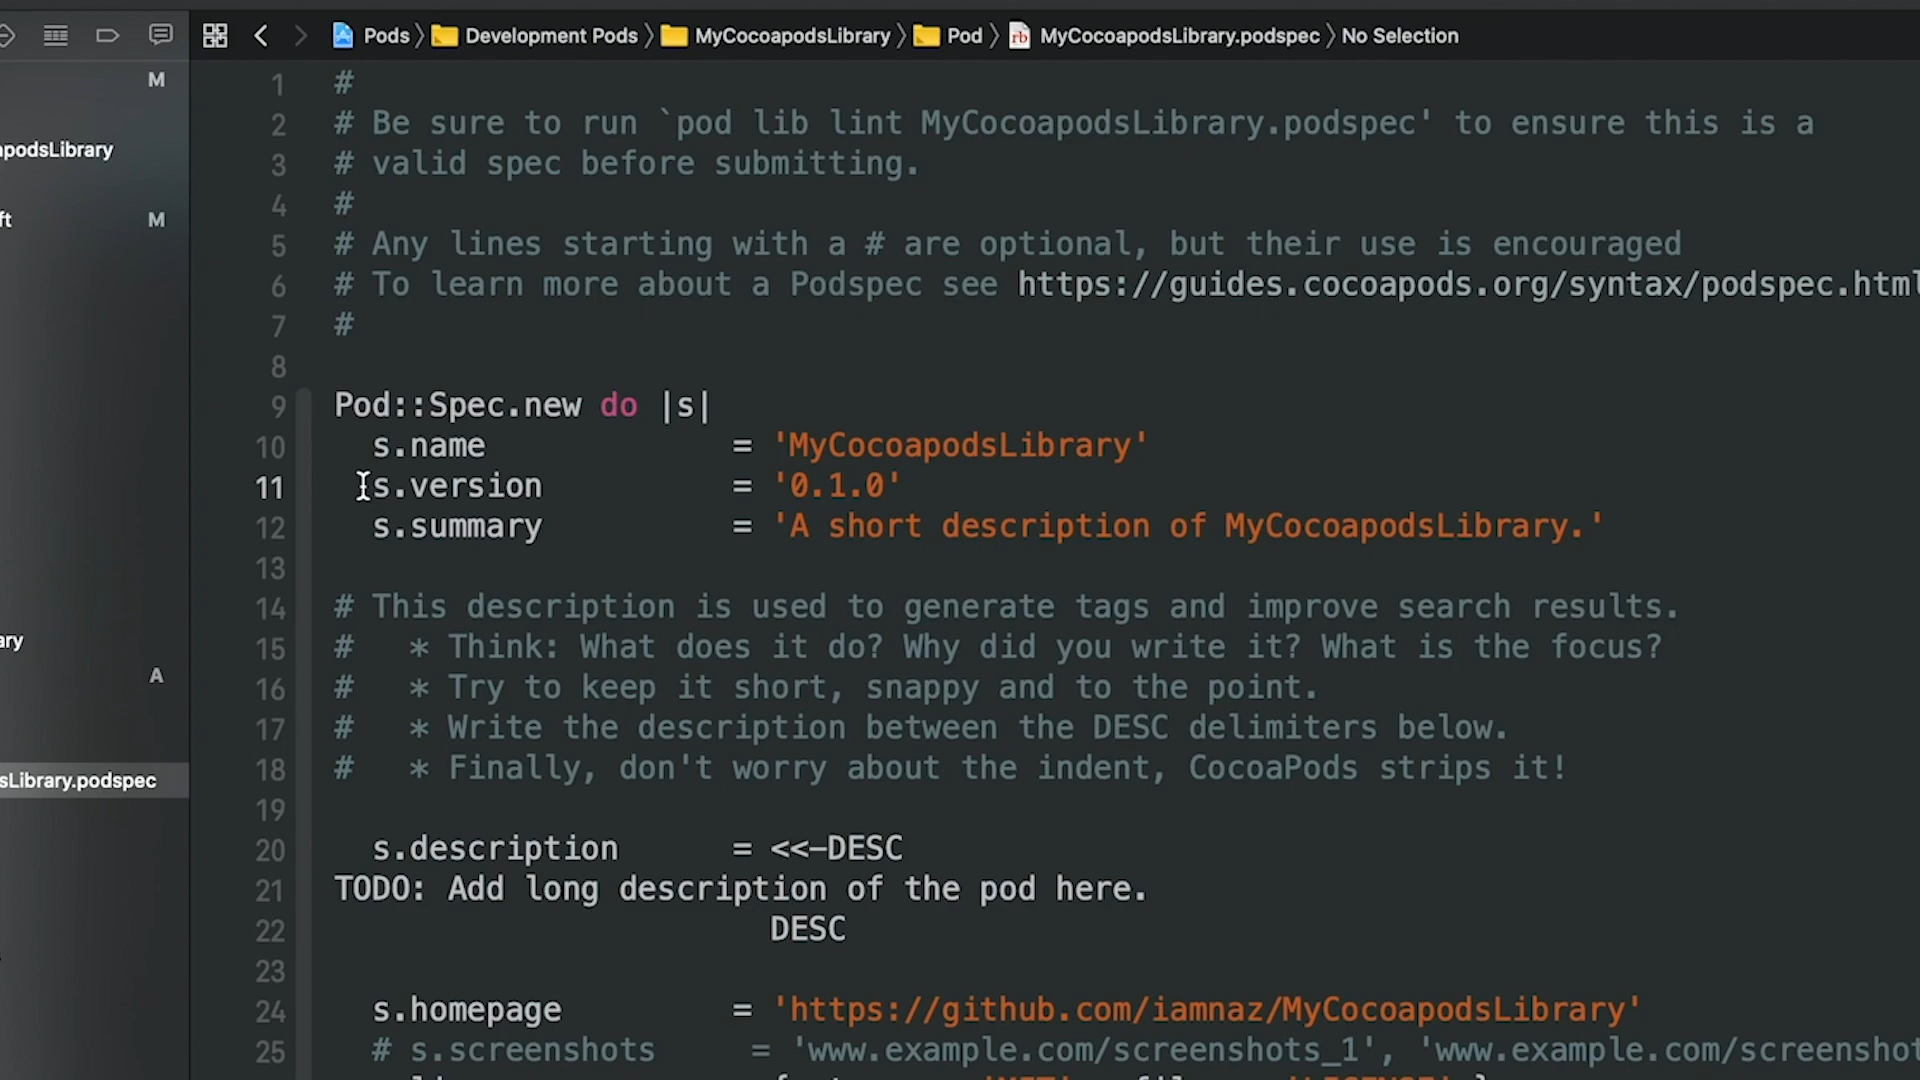 Pods 〉 Development Pods 〉 MyCocoapodsLibrary 〉 Pod 〉 rb MyCocoapodsLibrary.podspec 〉 No Selection
M
apodsLibrary
ft M
ary
A
sLibrary.podspec
1 #
2 # Be sure to run `pod lib lint MyCocoapodsLibrary.podspec' to ensure this is a
3 # valid spec before submitting.
4 #
5 # Any lines starting with a # are optional, but their use is encouraged
6 # To learn more about a Podspec see https://guides.cocoapods.org/syntax/podspec.html
7 #
8
9 Pod::Spec.new do |s|
10 s.name = 'MyCocoapodsLibrary'
11 s.version = '0.1.0'
12 s.summary = 'A short description of MyCocoapodsLibrary.'
13
14 # This description is used to generate tags and improve search results.
15 # * Think: What does it do? Why did you write it? What is the focus?
16 # * Try to keep it short, snappy and to the point.
17 # * Write the description between the DESC delimiters below.
18 # * Finally, don't worry about the indent, CocoaPods strips it!
19
20 s.description = <<-DESC
21 TODO: Add long description of the pod here.
22 DESC
23
24 s.homepage = 'https://github.com/iamnaz/MyCocoapodsLibrary'
25 # s.screenshots = 'www.example.com/screenshots_1', 'www.example.com/screenshot